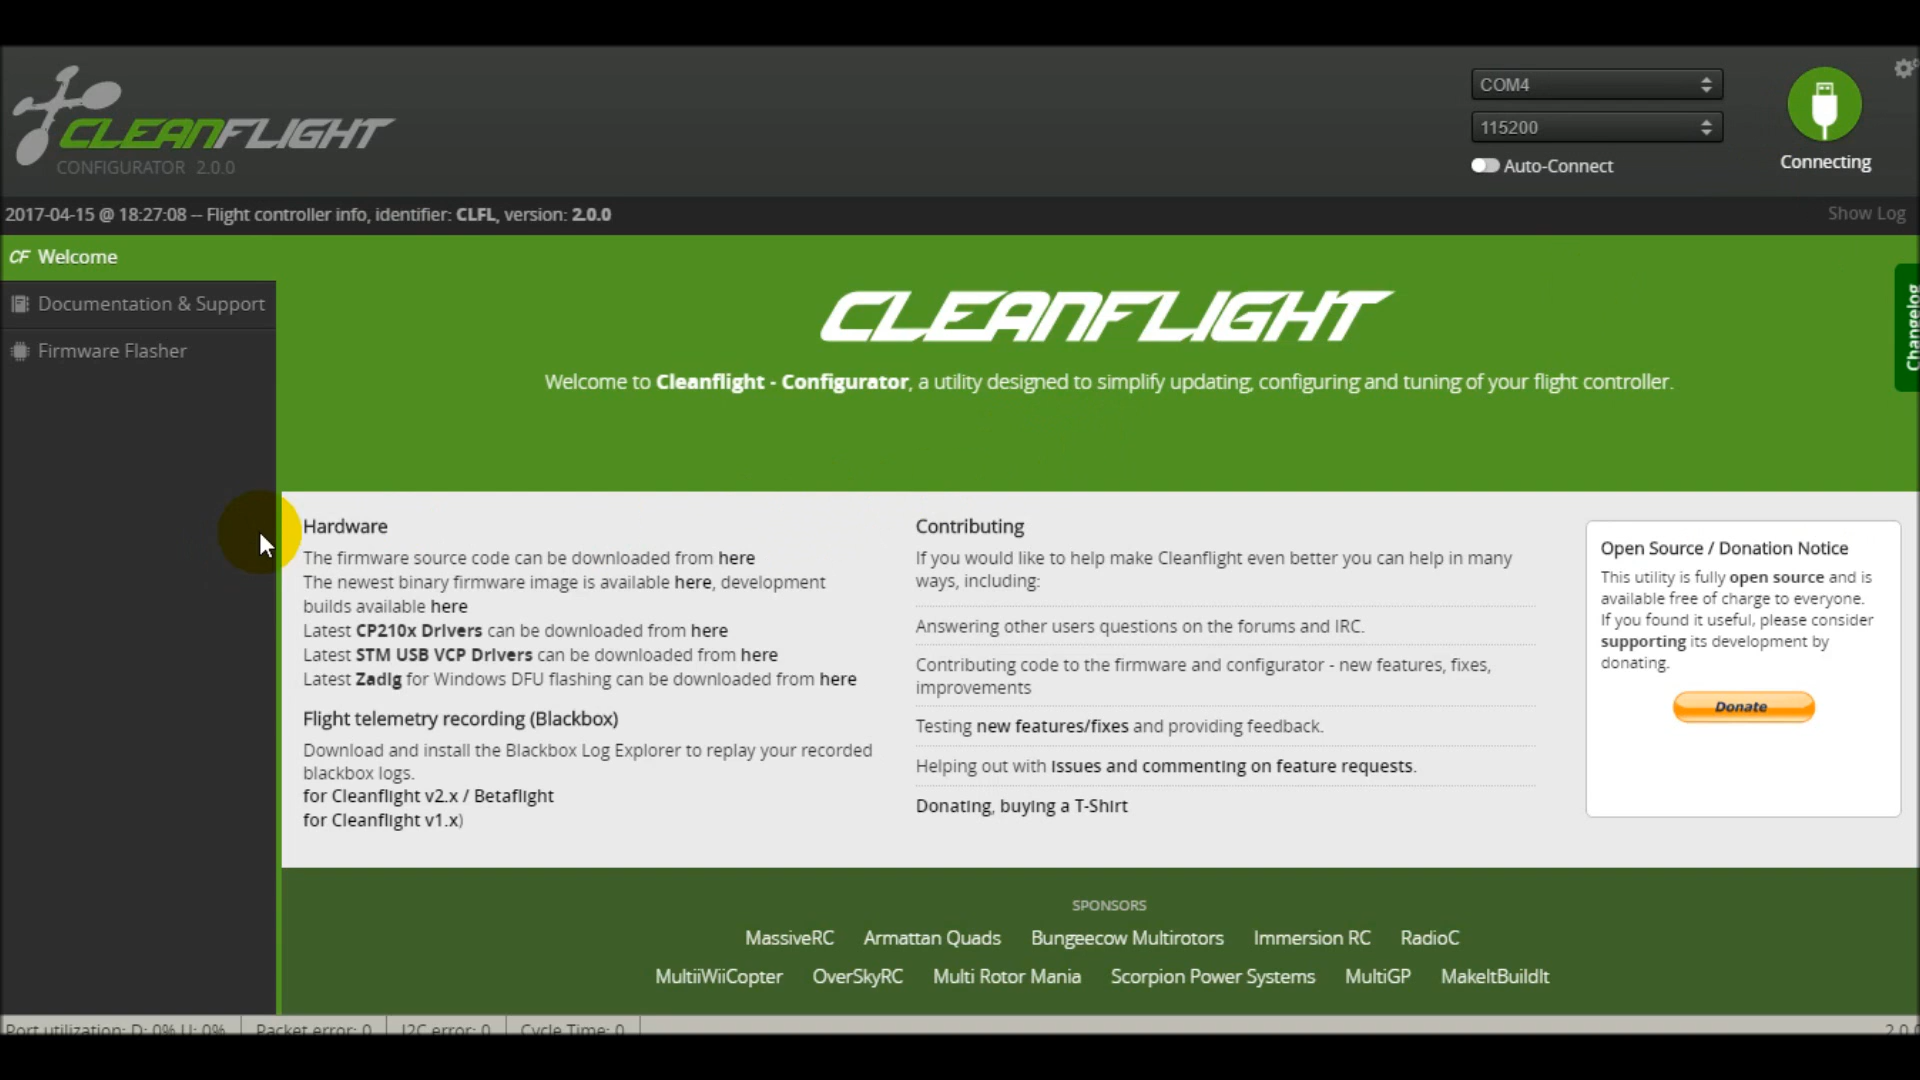 CLEANFLIGHT
CONFIGURATOR 2.0.0
COM4
115200
Auto-Connect
Connecting
2017-04-15 @ 18:27:08 -- Flight controller info, identifier: CLFL, version: 2.0.0
Show Log
CF Welcome
Documentation & Support
Firmware Flasher
CLEANFLIGHT
Welcome to Cleanflight - Configurator, a utility designed to simplify updating, configuring and tuning of your flight controller.
Changelog
Hardware
The firmware source code can be downloaded from here
The newest binary firmware image is available here, development
builds available here
Latest CP210x Drivers can be downloaded from here
Latest STM USB VCP Drivers can be downloaded from here
Latest Zadig for Windows DFU flashing can be downloaded from here
Flight telemetry recording (Blackbox)
Download and install the Blackbox Log Explorer to replay your recorded
blackbox logs.
for Cleanflight v2.x / Betaflight
for Cleanflight v1.x)
Contributing
If you would like to help make Cleanflight even better you can help in many
ways, including:
Answering other users questions on the forums and IRC.
Contributing code to the firmware and configurator - new features, fixes,
improvements
Testing new features/fixes and providing feedback.
Helping out with issues and commenting on feature requests.
Donating, buying a T-Shirt
Open Source / Donation Notice
This utility is fully open source and is
available free of charge to everyone.
If you found it useful, please consider
supporting its development by
donating.
Donate
SPONSORS
MassiveRC Armattan Quads Bungeecow Multirotors Immersion RC RadioC
MultiiWiiCopter OverSkyRC Multi Rotor Mania Scorpion Power Systems MultiGP MakeItBuildIt
Port utilization: D: 0% U: 0% Packet error: 0 I2C error: 0 Cycle Time: 0
2.0.0